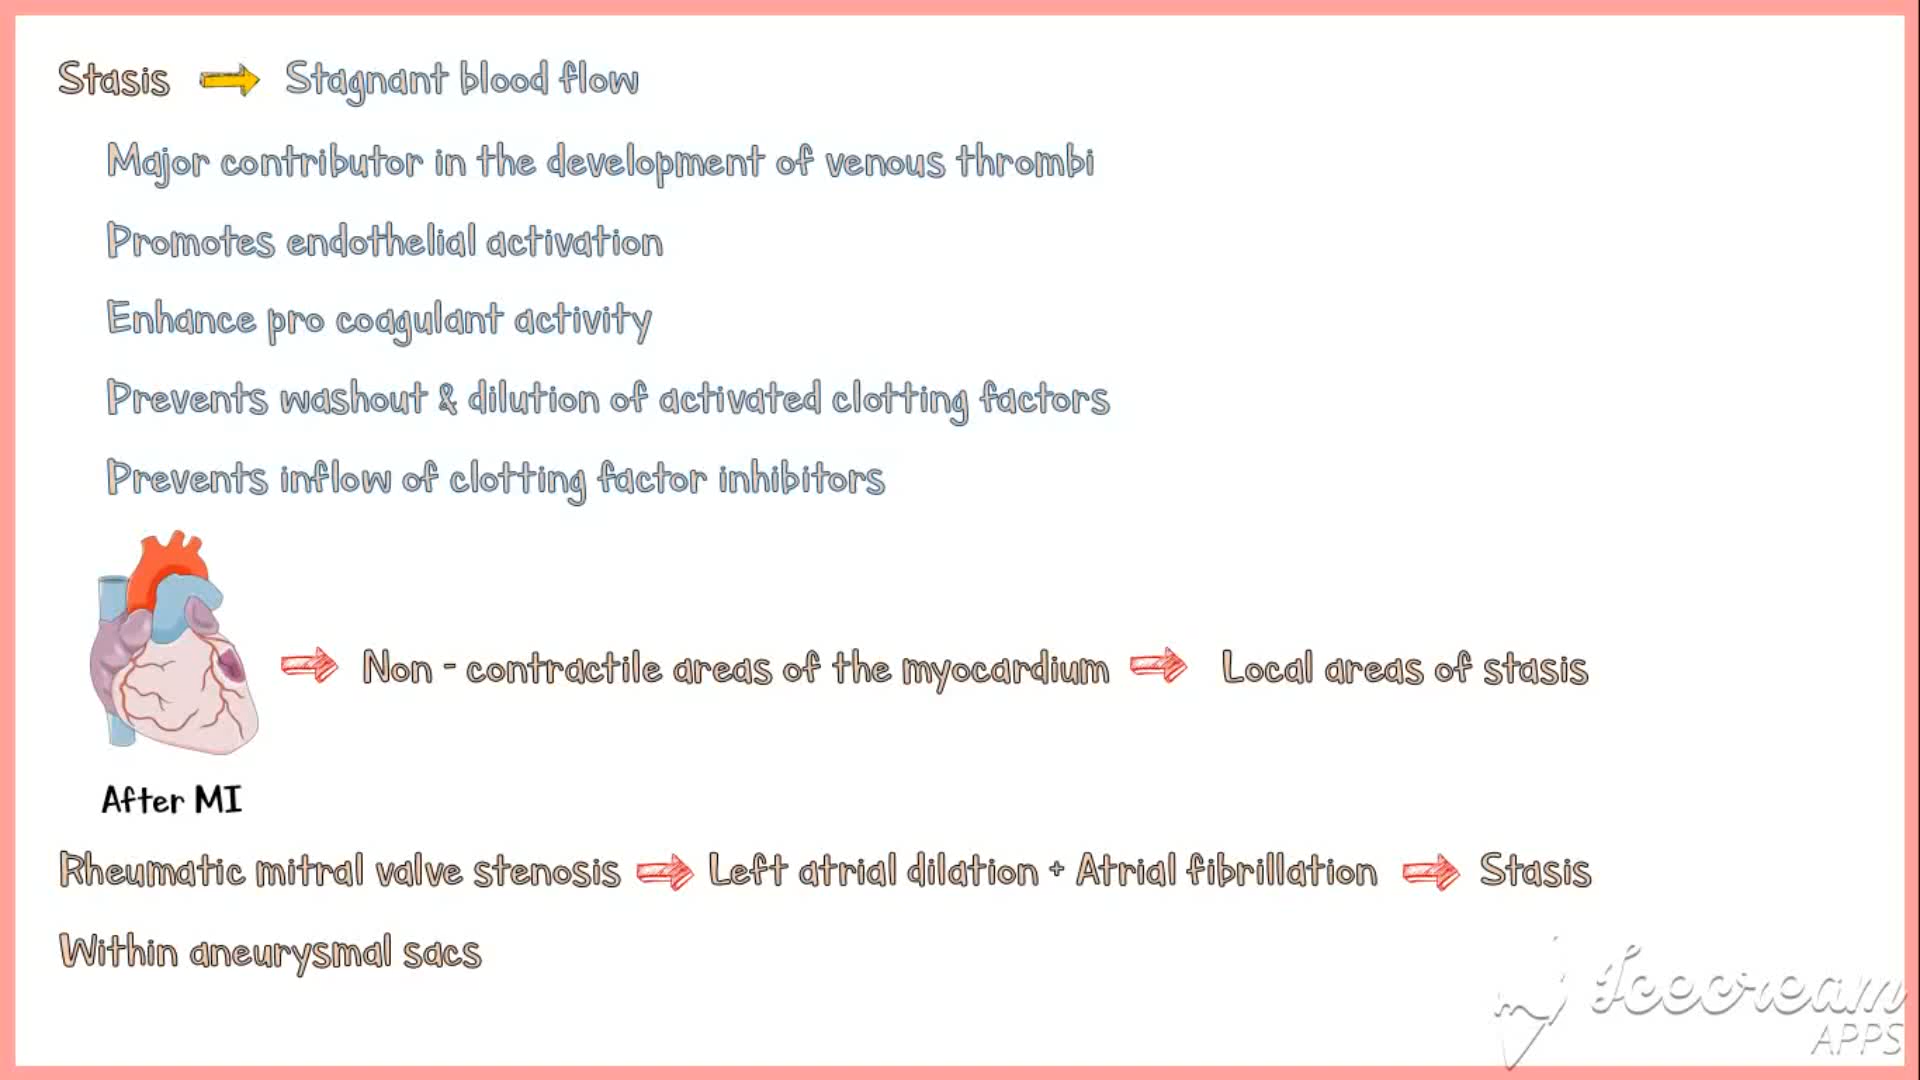 Stasis Stagnant blood flow
Major contributor in the development of venous thrombi
Promotes endothelial activation
Enhance pro coagulant activity
Prevents washout & dilution of activated clotting factors
Prevents inflow of clotting factor inhibitors
Non - contractile areas of the myocardium Local areas of stasis
After MI
Rheumatic mitral valve stenosis Left atrial dilation + Atrial fibrillation Stasis
Within aneurysmal sacs
Icecream
APPS